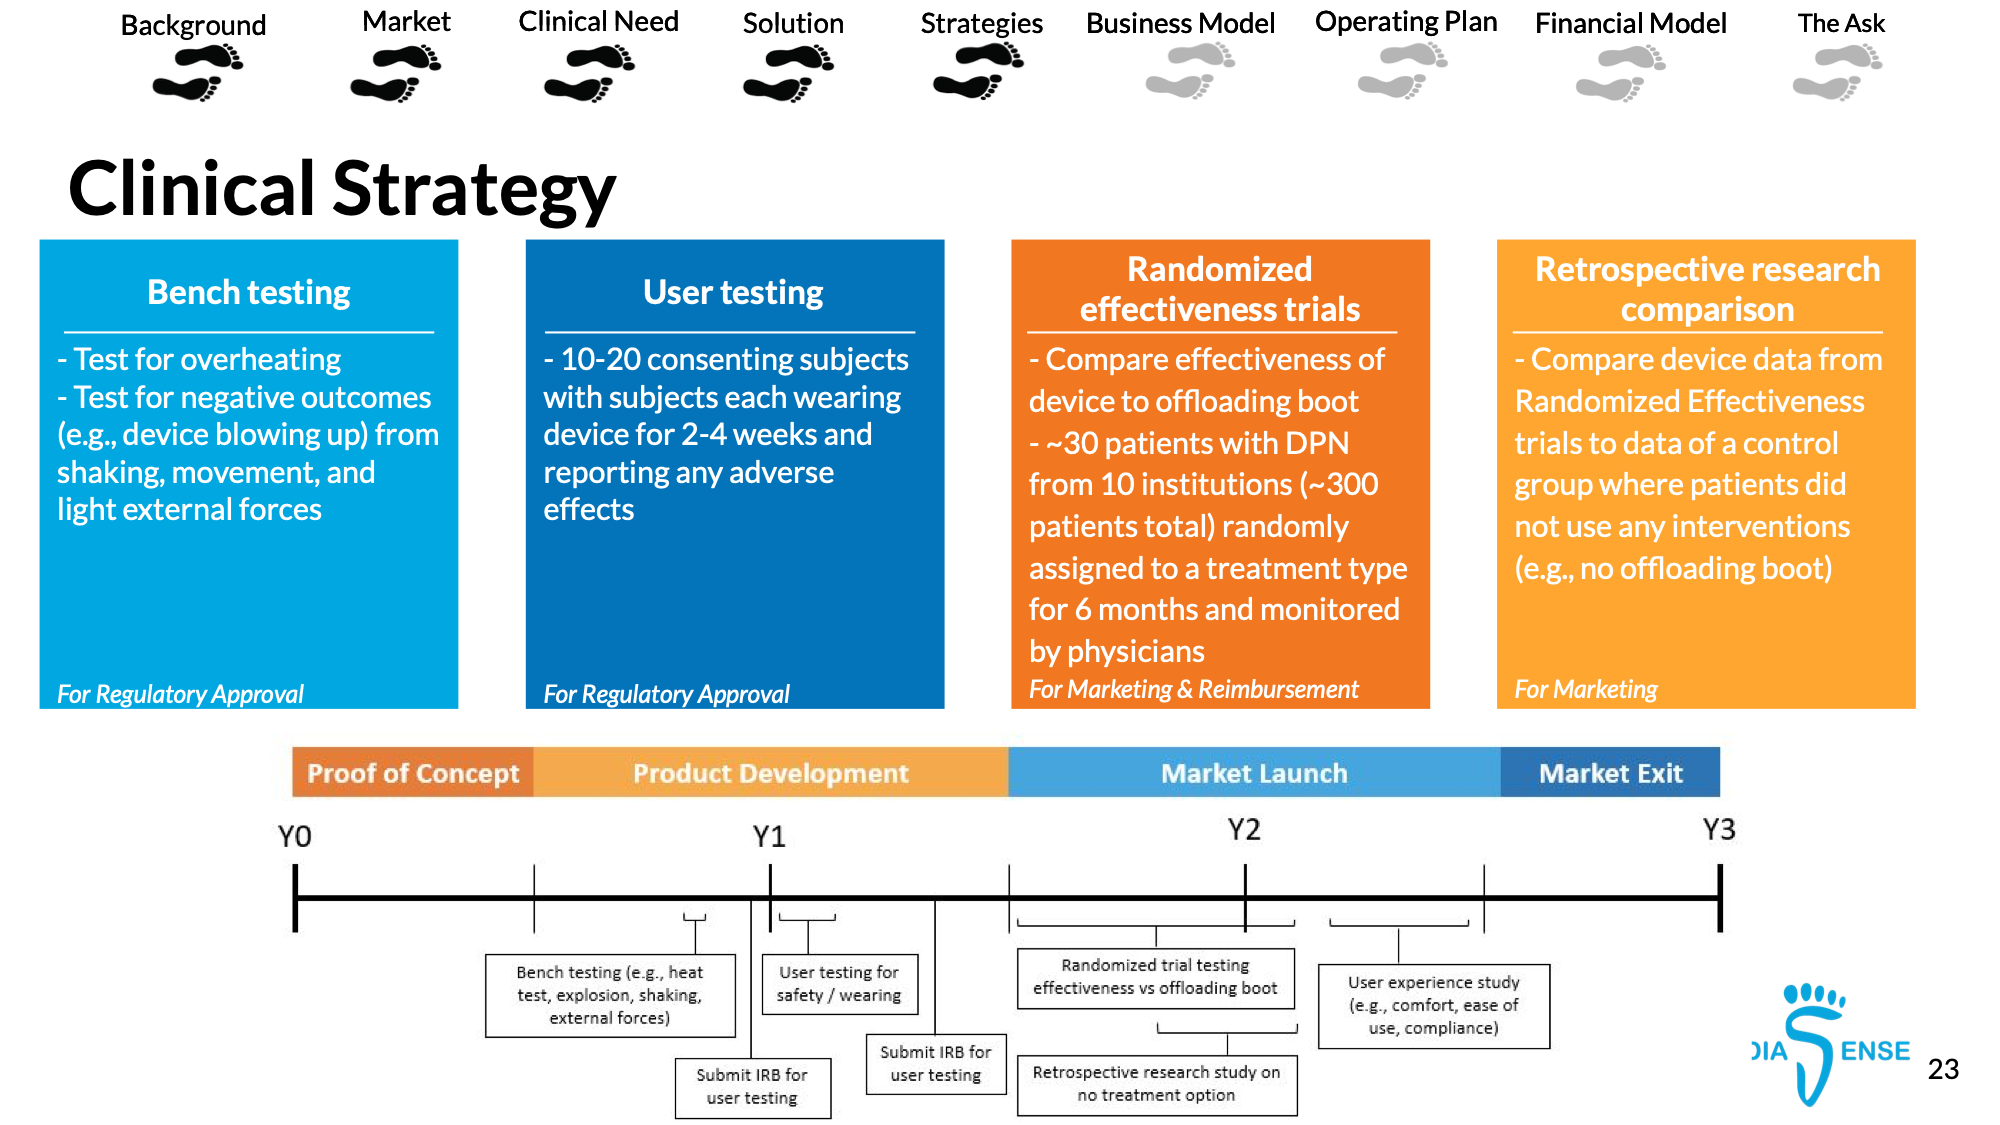 Background
Market
Clinical Need
Solution
Strategies
Business Model
Operating Plan
Financial Model
The Ask
Clinical Strategy
Bench testing
- Test for overheating
- Test for negative outcomes
(e.g., device blowing up) from
shaking, movement, and
light external forces
For Regulatory Approval
User testing
- 10-20 consenting subjects
with subjects each wearing
device for 2-4 weeks and
reporting any adverse
effects
For Regulatory Approval
Randomized
effectiveness trials
- Compare effectiveness of
device to offloading boot
- ~30 patients with DPN
from 10 institutions (~300
patients total) randomly
assigned to a treatment type
for 6 months and monitored
by physicians
For Marketing & Reimbursement
Retrospective research
comparison
- Compare device data from
Randomized Effectiveness
trials to data of a control
group where patients did
not use any interventions
(e.g., no offloading boot)
For Marketing
Proof of Concept
Product Development
Market Launch
Market Exit
Y0
Y1
Y2
Y3
Bench testing (e.g., heat
test, explosion, shaking,
external forces)
Submit IRB for
user testing
User testing for
safety / wearing
Submit IRB for
user testing
Randomized trial testing
effectiveness vs offloading boot
Retrospective research study on
no treatment option
User experience study
(e.g., comfort, ease of
use, compliance)
DIA ENSE
23